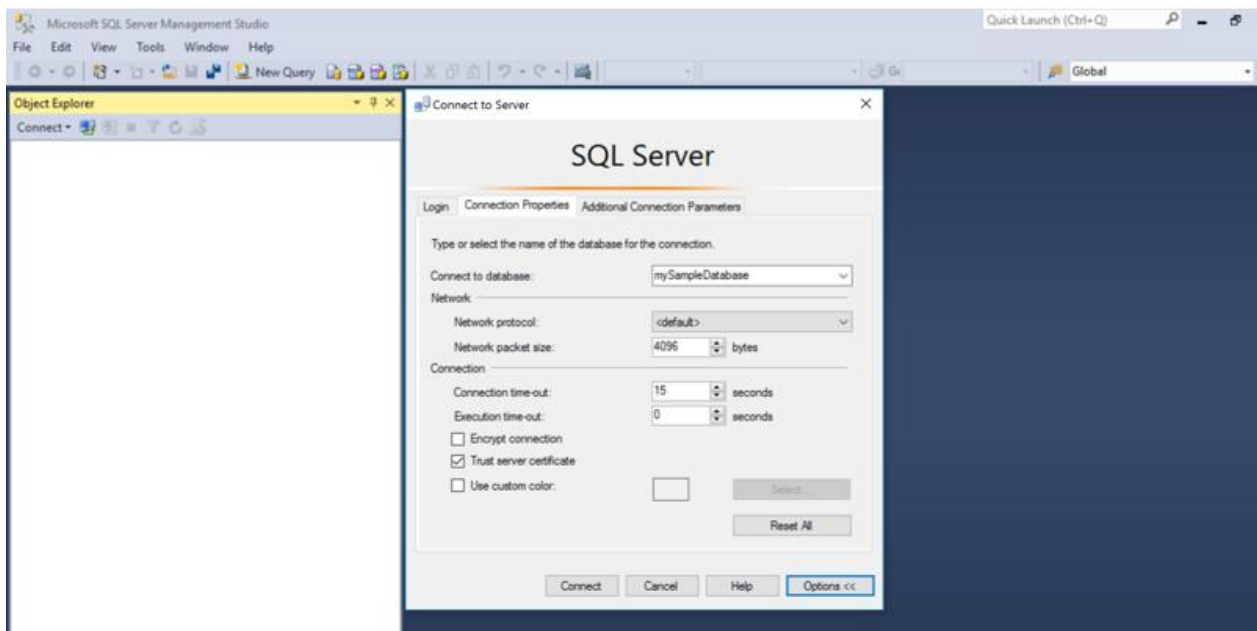 Microsoft SQL Server Management Studio
Quick Launch (Ctrl+Q)
File Edit View Tools Window Help
New Query
Global
Object Explorer
Connect
Connect to Server
SQL Server
Login Connection Properties Additional Connection Parameters
Type or select the name of the database for the connection.
Connect to database: mySampleDatabase
Network
Network protocol: <default>
Network packet size: 4096 bytes
Connection
Connection time-out: 15 seconds
Execution time-out: 0 seconds
Encrypt connection
Trust server certificate
Use custom color: Select...
Reset All
Connect Cancel Help Options <<